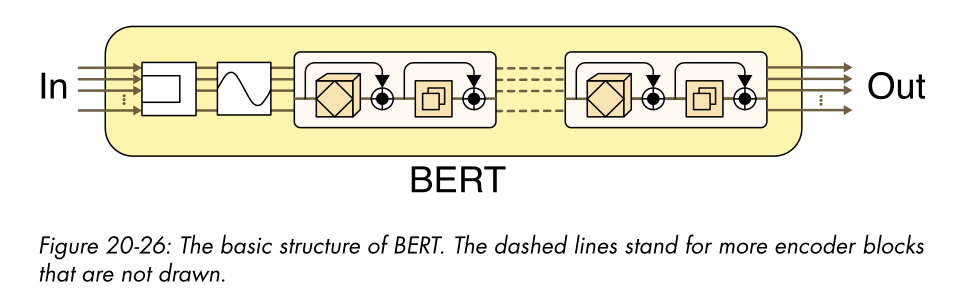 In
Out
BERT
Figure 20-26: The basic structure of BERT. The dashed lines stand for more encoder blocks
that are not drawn.